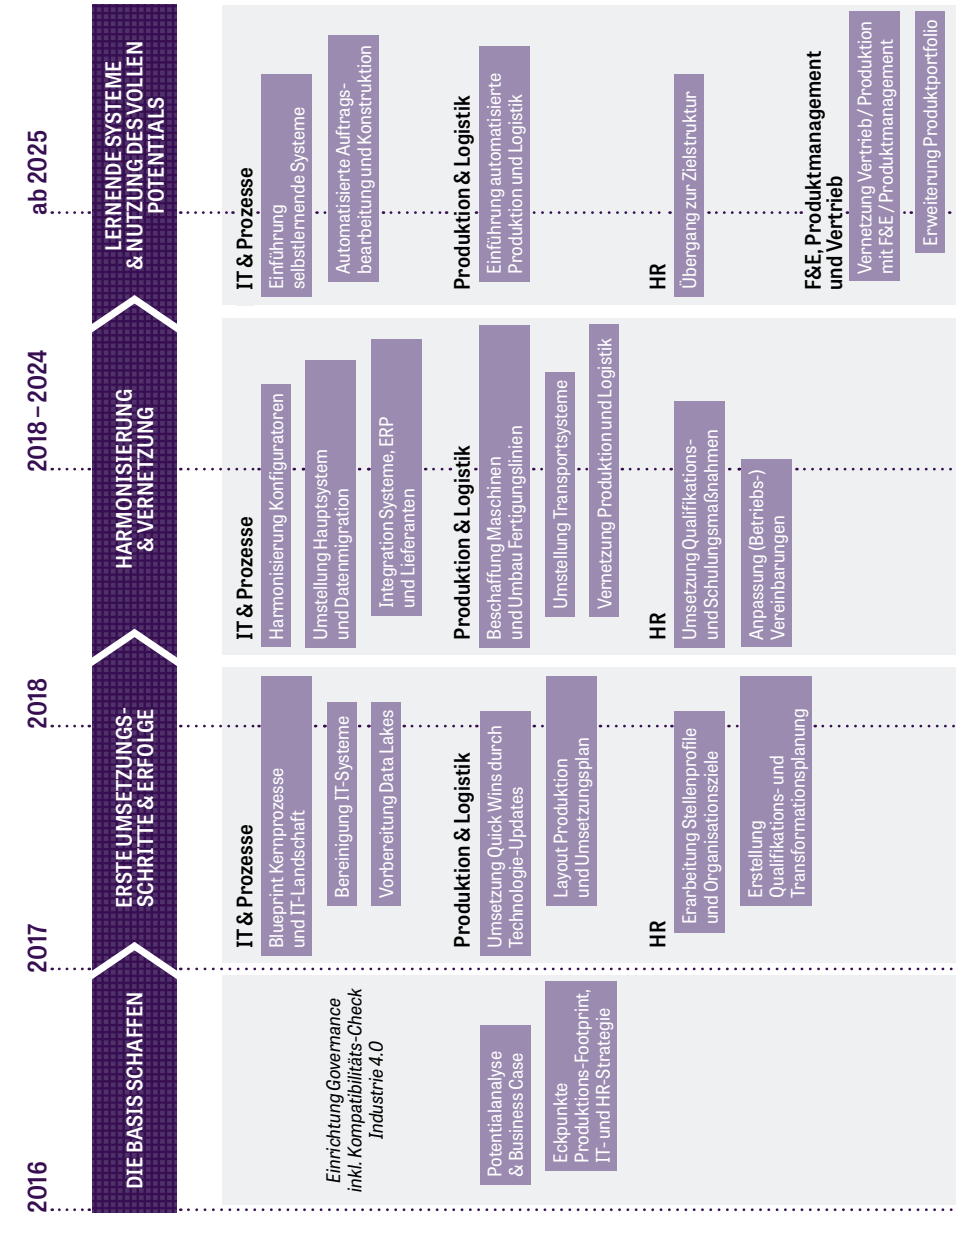 2016
2017
2018
2018 – 2024
ab 2025
DIE BASIS SCHAFFEN
ERSTE UMSETZUNGS-
SCHRITTE & ERFOLGE
HARMONISIERUNG
& VERNETZUNG
LERNENDE SYSTEME
& NUTZUNG DES VOLLEN
POTENTIALS
Einrichtung Governance
inkl. Kompatibilitäts-Check
Industrie 4.0
Potentialanalyse
& Business Case
Eckpunkte
Produktions-Footprint,
IT- und HR-Strategie
IT & Prozesse
Blueprint Kernprozesse
und IT-Landschaft
Bereinigung IT-Systeme
Vorbereitung Data Lakes
Produktion & Logistik
Umsetzung Quick Wins durch
Technologie-Updates
Layout Produktion
und Umsetzungsplan
HR
Erarbeitung Stellenprofile
und Organisationsziele
Erstellung
Qualifikations- und
Transformationsplanung
IT & Prozesse
Harmonisierung Konfiguratoren
Umstellung Hauptsystem
und Datenmigration
Integration Systeme, ERP
und Lieferanten
Produktion & Logistik
Beschaffung Maschinen
und Umbau Fertigungslinien
Umstellung Transportsysteme
Vernetzung Produktion und Logistik
HR
Umsetzung Qualifikations-
und Schulungsmaßnahmen
Anpassung (Betriebs-)
Vereinbarungen
IT & Prozesse
Einführung
selbstlernende Systeme
Automatisierte Auftrags-
bearbeitung und Konstruktion
Produktion & Logistik
Einführung automatisierte
Produktion und Logistik
HR
Übergang zur Zielstruktur
F&E, Produktmanagement
und Vertrieb
Vernetzung Vertrieb / Produktion
mit F&E / Produktmanagement
Erweiterung Produktportfolio